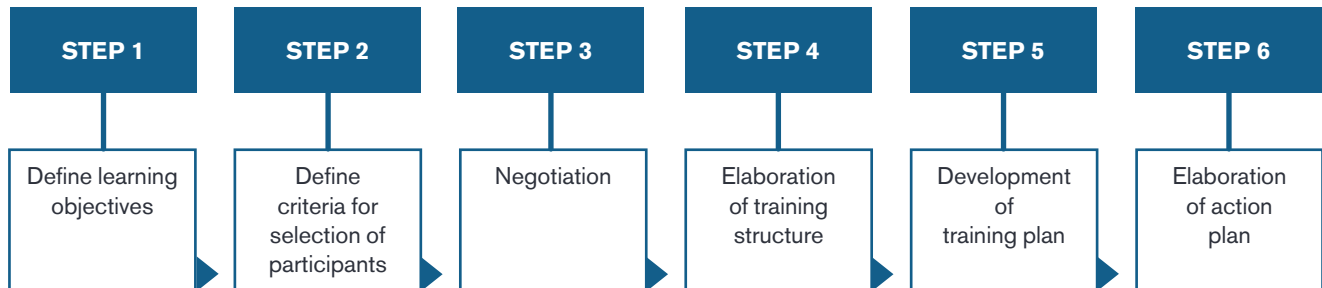 STEP 1
Define learning
objectives
STEP 2
Define
criteria for
selection of
participants
STEP 3
Negotiation
STEP 4
Elaboration
of training
structure
STEP 5
Development
of
training plan
STEP 6
Elaboration
of action
plan